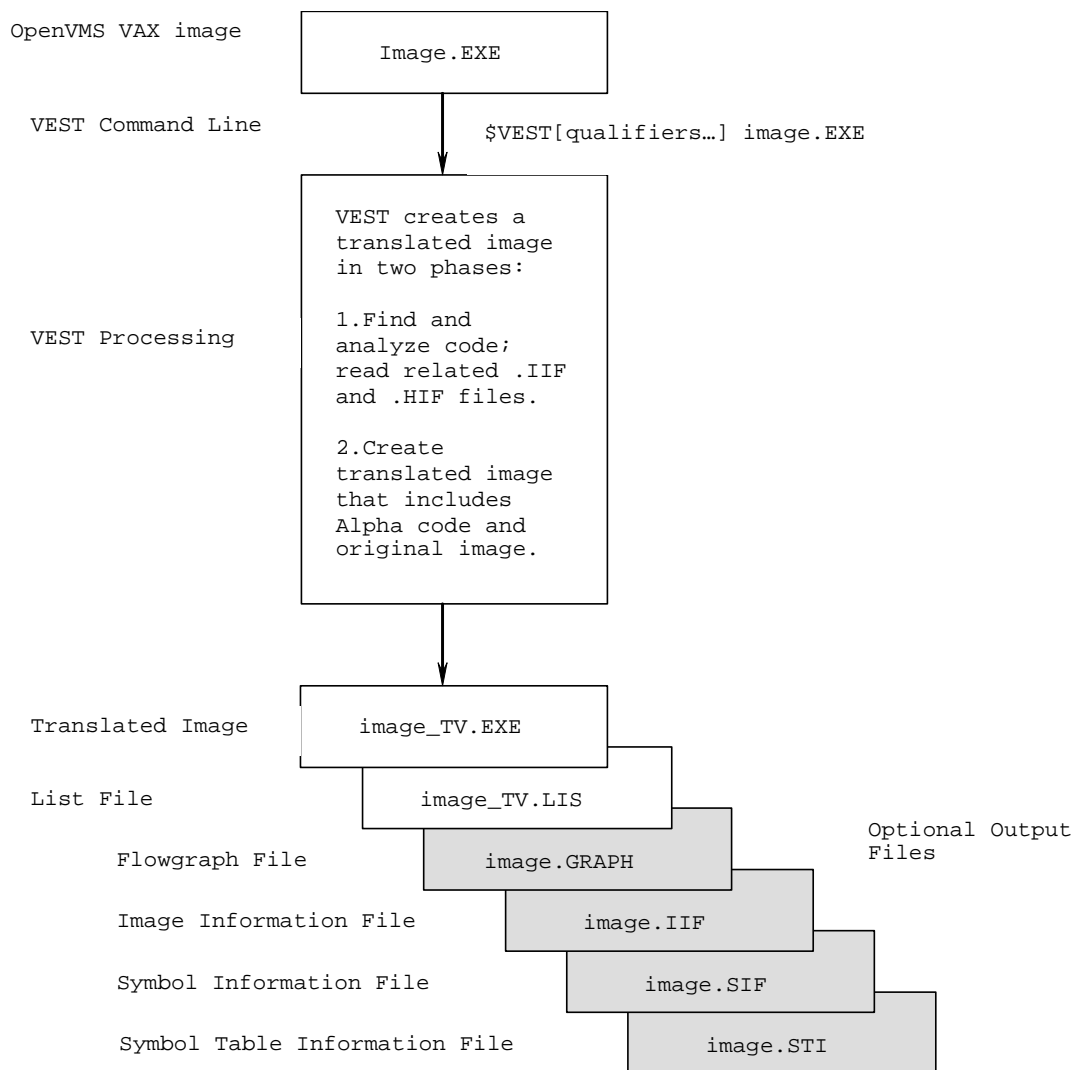 OpenVMS VAX image
Image.EXE
VEST Command Line
$VEST[qualifiers…] image.EXE
VEST creates a
translated image
in two phases:
1.Find and
analyze code;
read related .IIF
and .HIF files.
2.Create
translated image
that includes
Alpha code and
original image.
VEST Processing
Translated Image
image_TV.EXE
List File
image_TV.LIS
Optional Output
Files
Flowgraph File
image.GRAPH
Image Information File
image.IIF
Symbol Information File
image.SIF
Symbol Table Information File
image.STI